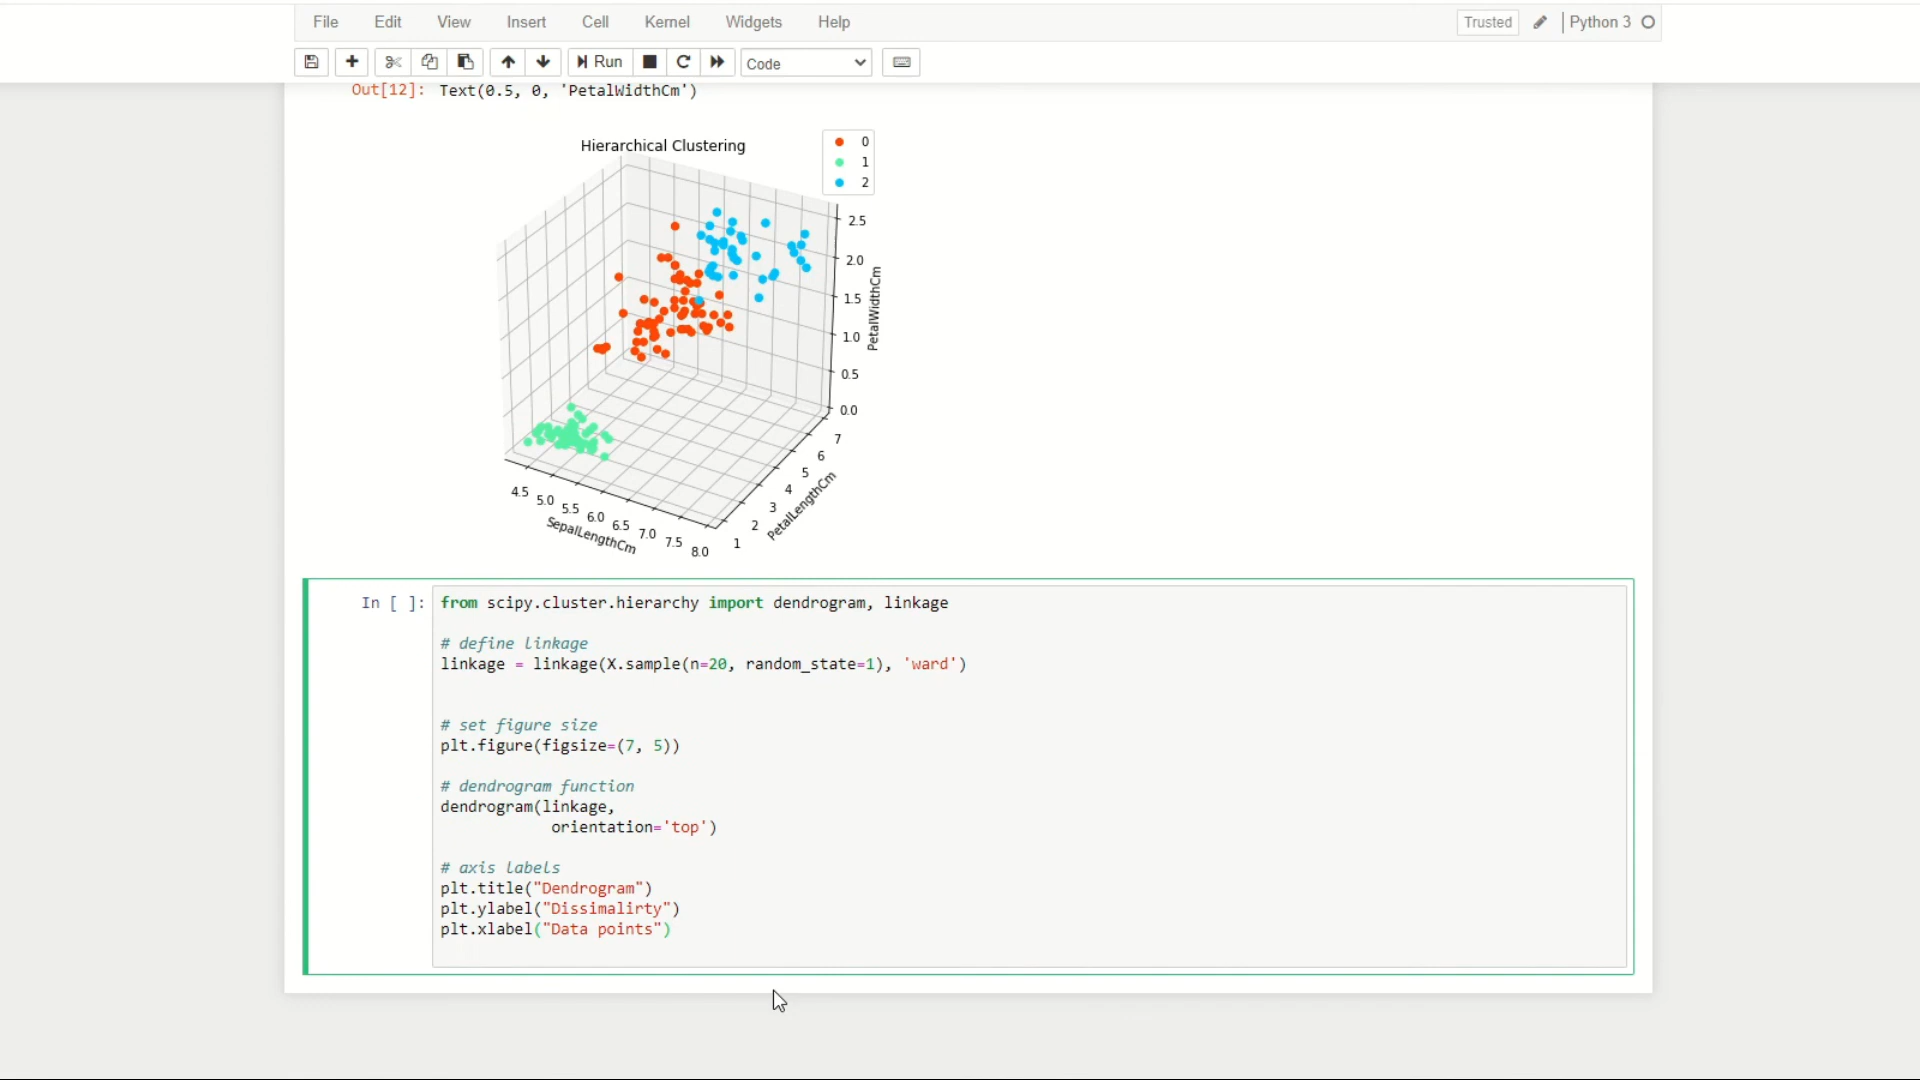 File Edit View Insert Cell Kernel Widgets Help Trusted Python 3
Run Code
Out[12]: Text(0.5, 0, 'PetalWidthCm')
Hierarchical Clustering
0
1
2
2.5
2.0
1.5
1.0
0.5
0.0
PetalWidthCm
7
6
5
4
3
2
1
PetalLengthCm
4.5
5.0
5.5
6.0
6.5
7.0
7.5
8.0
SepalLengthCm
In [ ]: from scipy.cluster.hierarchy import dendrogram, linkage
# define linkage
linkage = linkage(X.sample(n=20, random_state=1), 'ward')
# set figure size
plt.figure(figsize=(7, 5))
# dendrogram function
dendrogram(linkage,
orientation='top')
# axis labels
plt.title("Dendrogram")
plt.ylabel("Dissimalirty")
plt.xlabel("Data points")